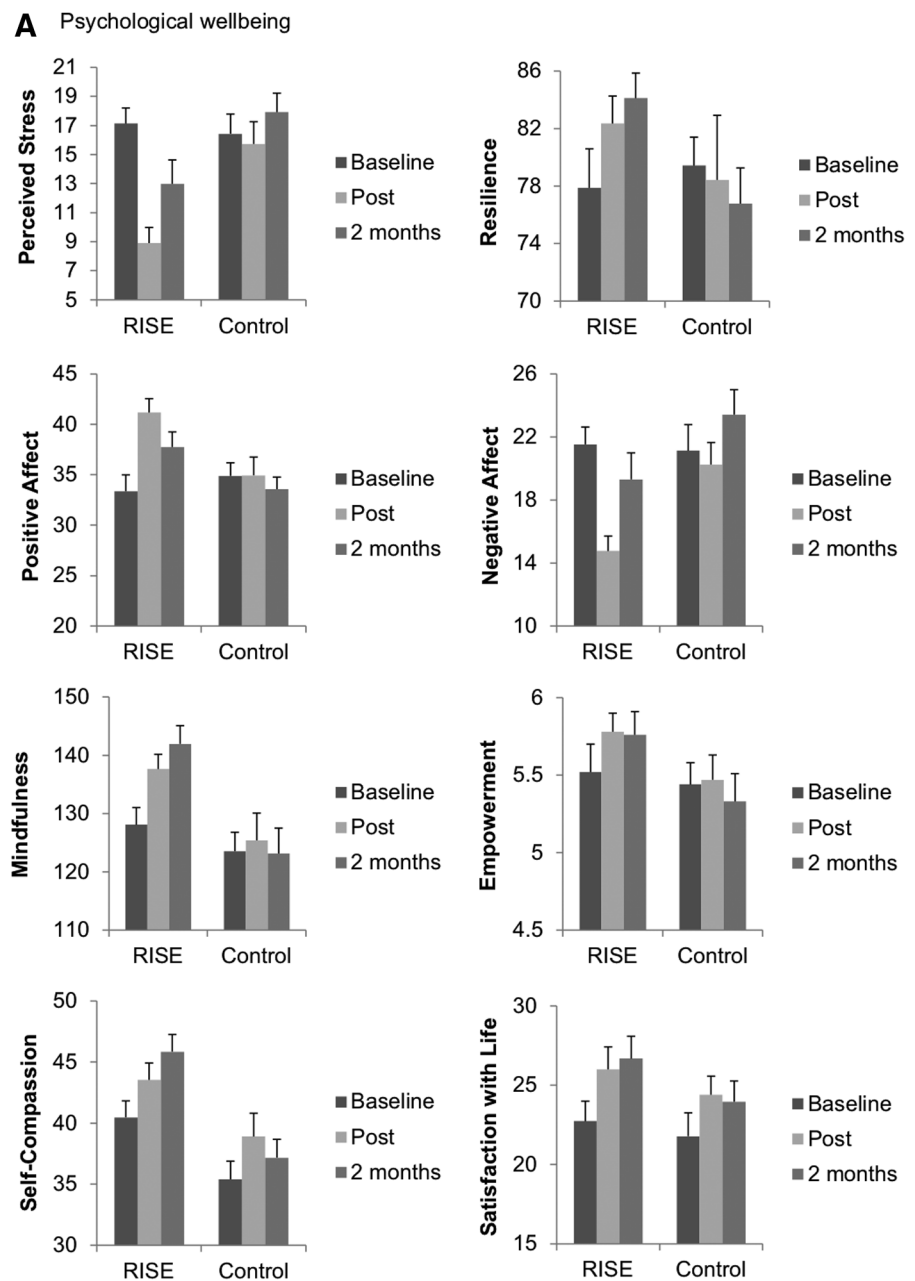 A Psychological wellbeing
Perceived Stress
21
19
17
15
13
11
9
7
5
RISE Control
Baseline
Post
2 months
Resilience
86
82
78
74
70
RISE Control
Baseline
Post
2 months
Positive Affect
45
40
35
30
25
20
RISE Control
Baseline
Post
2 months
Negative Affect
26
22
18
14
10
RISE Control
Baseline
Post
2 months
Mindfulness
150
140
130
120
110
RISE Control
Baseline
Post
2 months
Empowerment
6
5.5
5
4.5
RISE Control
Baseline
Post
2 months
Self-Compassion
50
45
40
35
30
RISE Control
Baseline
Post
2 months
Satisfaction with Life
30
25
20
15
RISE Control
Baseline
Post
2 months